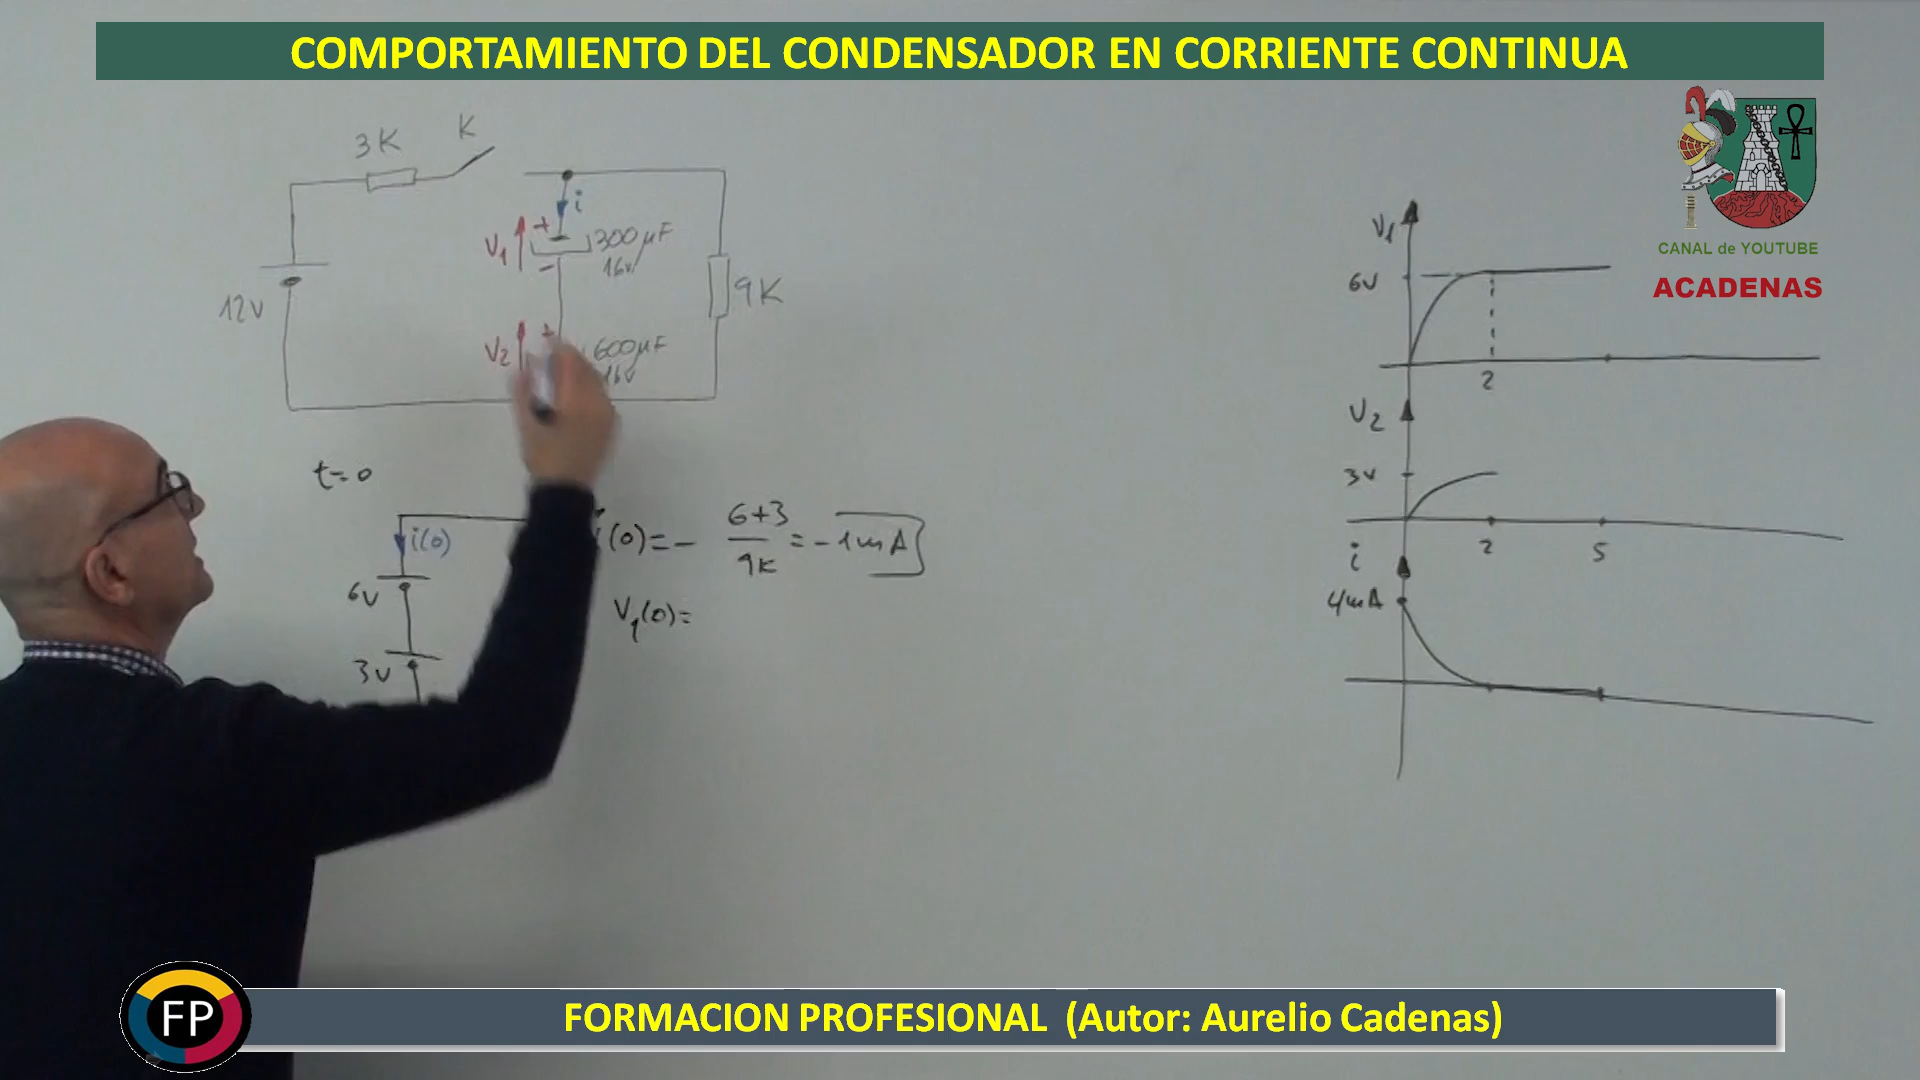 COMPORTAMIENTO DEL CONDENSADOR EN CORRIENTE CONTINUA
CANAL de YOUTUBE
ACADENAS
3K
K
i
V1
+
-
300µF
16v
12v
9K
V2
+
600µF
16v
t=0
i(0)
6v
3v
(0)=- 6+3/9K = -1mA
V1(0)=
V1
6v
2
V2
3v
2
5
i
4mA
FP
FORMACION PROFESIONAL (Autor: Aurelio Cadenas)